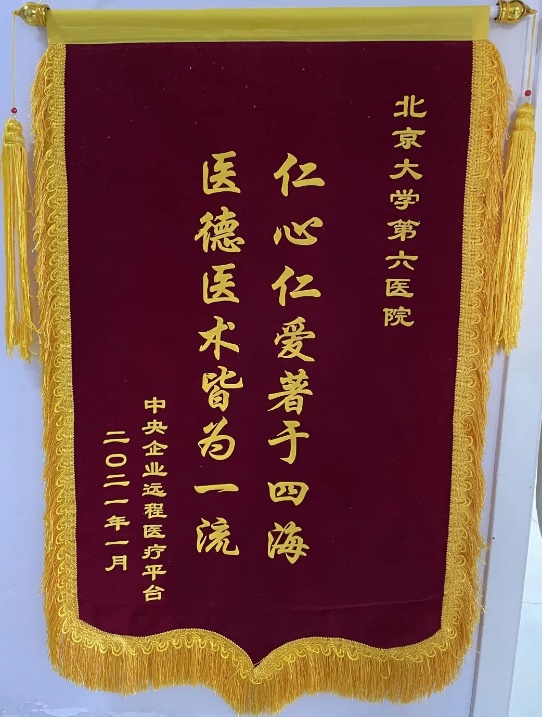 北京大学第六医院
仁心仁爱著于四海
医德医术皆为一流
中央企业远程医疗平台
二〇二一年一月